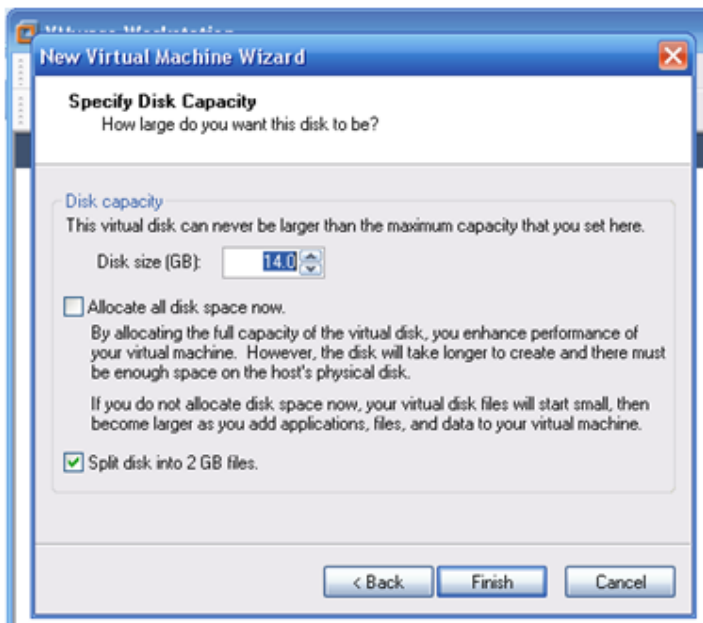 VMware Workstation
New Virtual Machine Wizard
Specify Disk Capacity
How large do you want this disk to be?
Disk capacity
This virtual disk can never be larger than the maximum capacity that you set here.
Disk size (GB):
14.0
Allocate all disk space now.
By allocating the full capacity of the virtual disk, you enhance performance of
your virtual machine. However, the disk will take longer to create and there must
be enough space on the host's physical disk.
If you do not allocate disk space now, your virtual disk files will start small, then
become larger as you add applications, files, and data to your virtual machine.
Split disk into 2 GB files.
< Back
Finish
Cancel